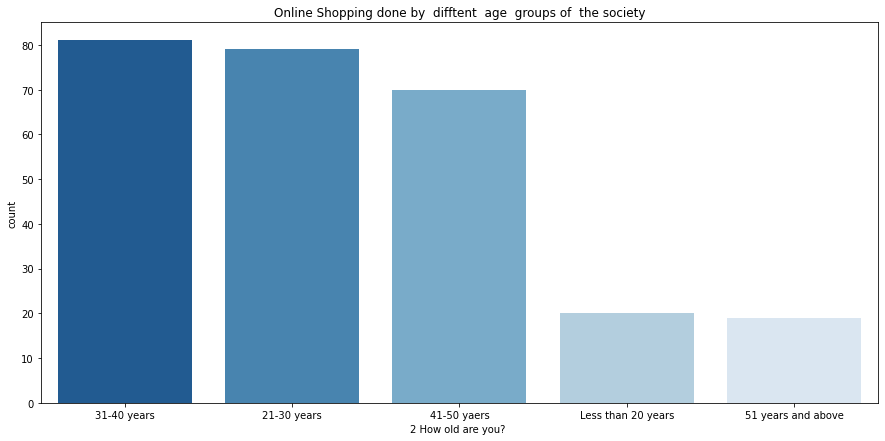 Online Shopping done by  difftent  age  groups of  the society
count
80
70
60
50
40
30
20
10
0
31-40 years
21-30 years
41-50 yaers
Less than 20 years
51 years and above
2 How old are you?